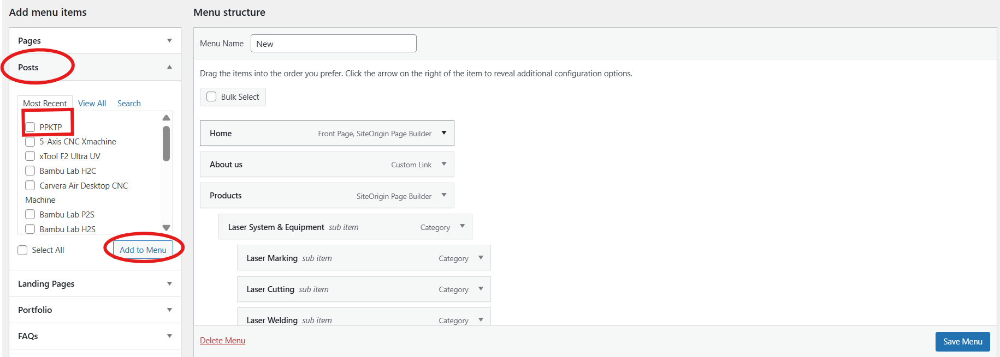 Add menu items
Pages
Posts
Most Recent View All Search
PPKTP
5-Axis CNC Xmachine
xTool F2 Ultra UV
Bambu Lab H2C
Carvera Air Desktop CNC
Machine
Bambu Lab P2S
Bambu Lab H2S
Select All Add to Menu
Landing Pages
Portfolio
FAQs
Menu structure
Menu Name New
Drag the items into the order you prefer. Click the arrow on the right of the item to reveal additional configuration options.
Bulk Select
Home Front Page, SiteOrigin Page Builder
About us Custom Link
Products SiteOrigin Page Builder
Laser System & Equipment sub item Category
Laser Marking sub item Category
Laser Cutting sub item Category
Laser Welding sub item Category
Delete Menu Save Menu